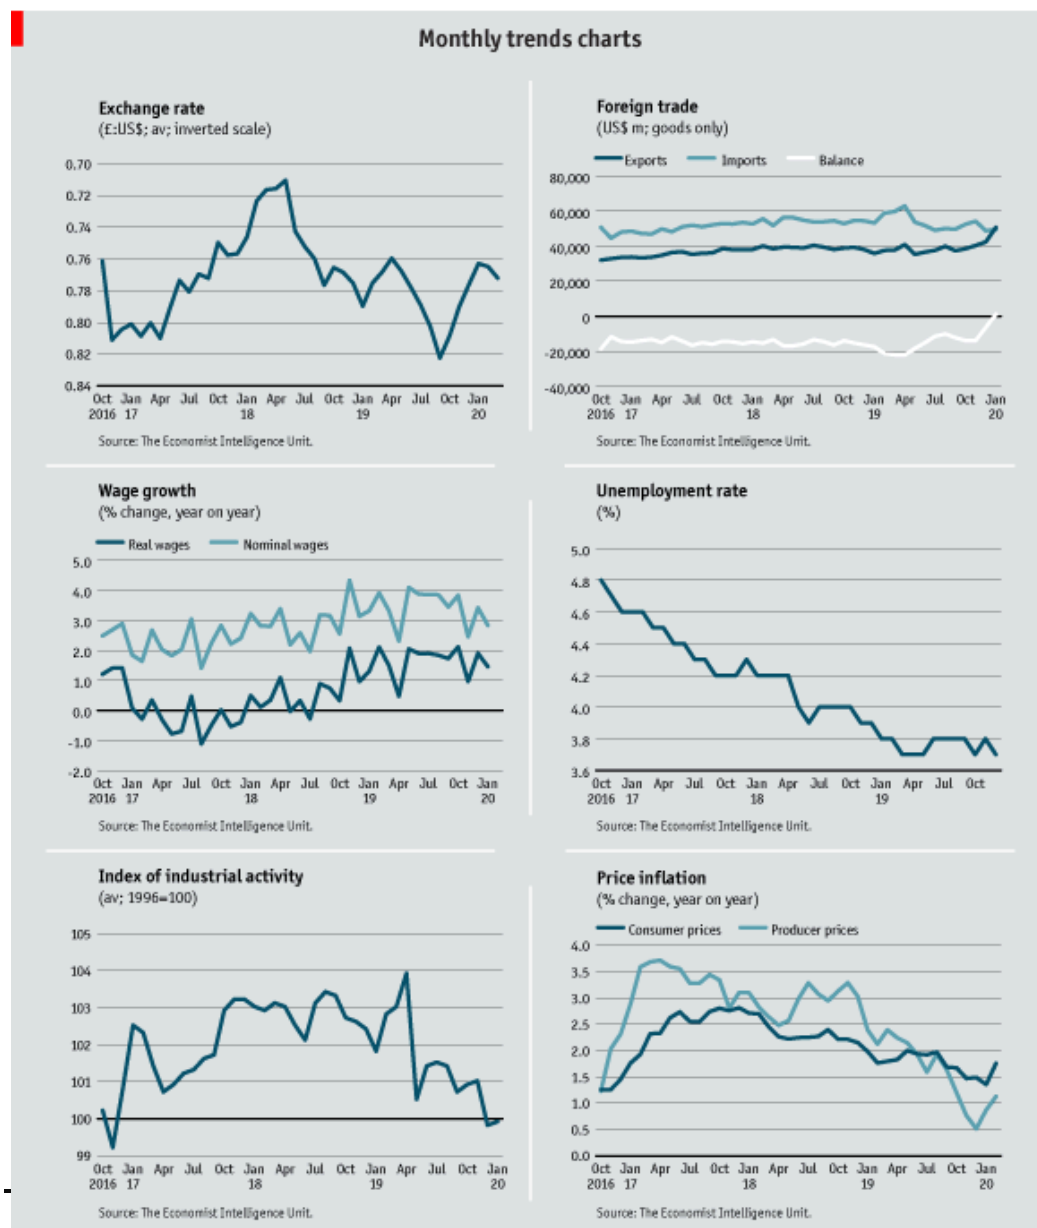 Monthly trends charts
Exchange rate
(£:US$; av; inverted scale)
0.70
0.72
0.74
0.76
0.78
0.80
0.82
0.84
Oct Jan Apr Jul Oct Jan Apr Jul Oct Jan Apr Jul Oct Jan
2016 17 18 19 20
Source: The Economist Intelligence Unit.
Foreign trade
(US$ m; goods only)
Exports Imports Balance
80,000
60,000
40,000
20,000
0
-20,000
-40,000
Oct Jan Apr Jul Oct Jan Apr Jul Oct Jan Apr Jul Oct Jan
2016 17 18 19 20
Source: The Economist Intelligence Unit.
Wage growth
(% change, year on year)
Real wages Nominal wages
5.0
4.0
3.0
2.0
1.0
0.0
-1.0
-2.0
Oct Jan Apr Jul Oct Jan Apr Jul Oct Jan Apr Jul Oct Jan
2016 17 18 19 20
Source: The Economist Intelligence Unit.
Unemployment rate
(%)
5.0
4.8
4.6
4.4
4.2
4.0
3.8
3.6
Oct Jan Apr Jul Oct Jan Apr Jul Oct Jan Apr Jul Oct
2016 17 18 19
Source: The Economist Intelligence Unit.
Index of industrial activity
(av; 1996=100)
105
104
103
102
101
100
99
Oct Jan Apr Jul Oct Jan Apr Jul Oct Jan Apr Jul Oct Jan
2016 17 18 19 20
Source: The Economist Intelligence Unit.
Price inflation
(% change, year on year)
Consumer prices Producer prices
4.0
3.5
3.0
2.5
2.0
1.5
1.0
0.5
0.0
Oct Jan Apr Jul Oct Jan Apr Jul Oct Jan Apr Jul Oct Jan
2016 17 18 19 20
Source: The Economist Intelligence Unit.